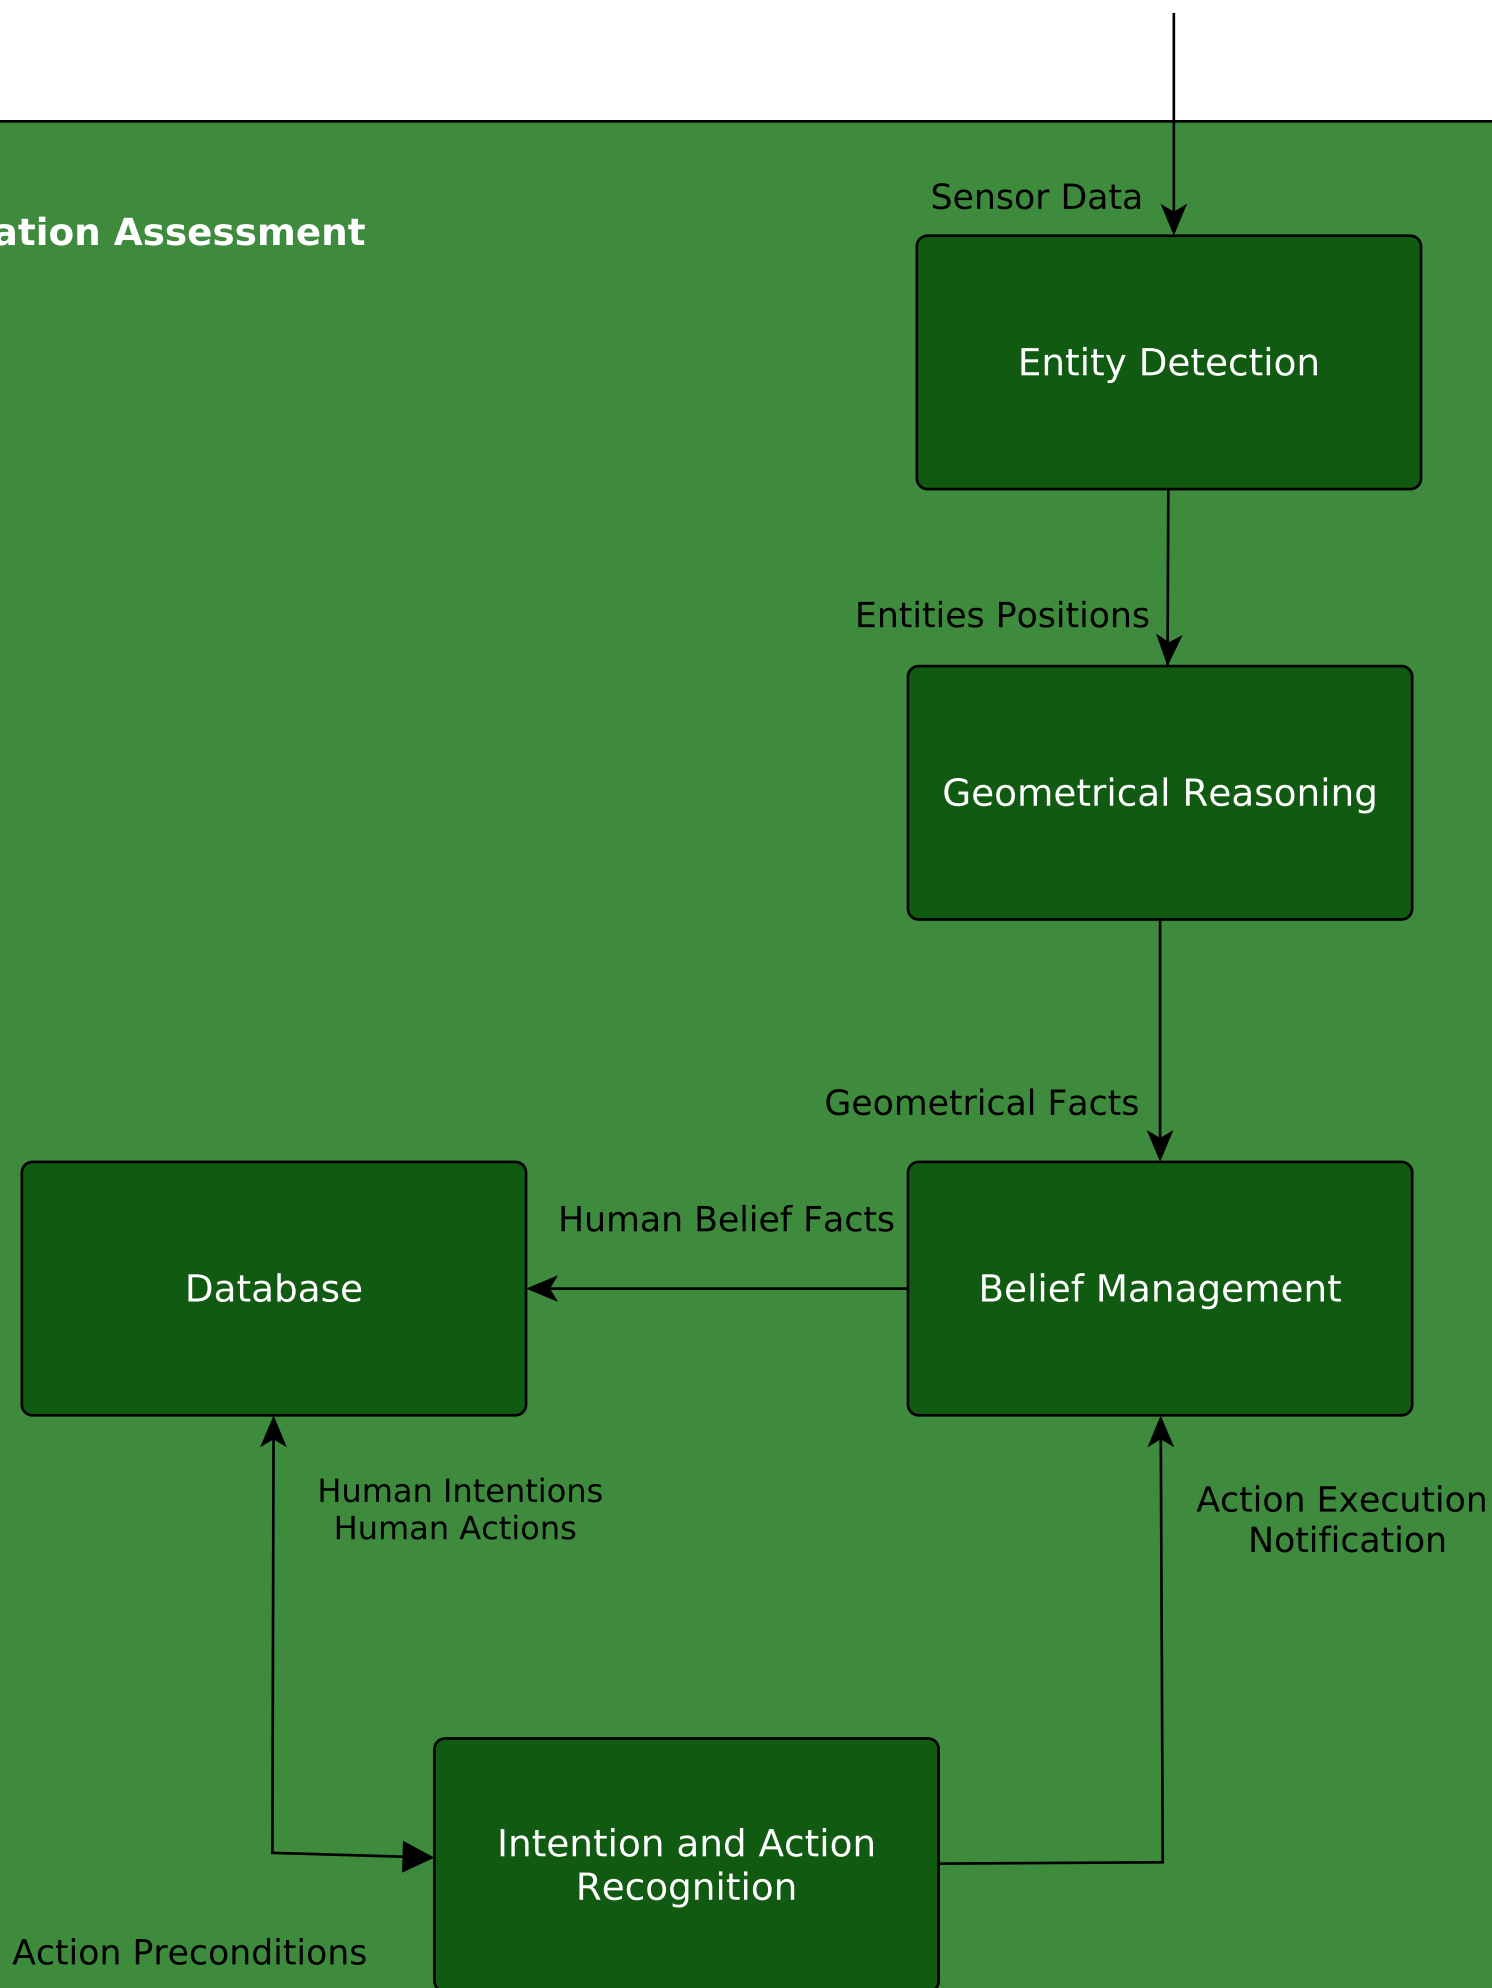 Sensor Data
ation Assessment
Entity Detection
Entities Positions
Geometrical Reasoning
Geometrical Facts
Human Belief Facts
Database
Belief Management
Human Intentions
Human Actions
Action Execution
Notification
Intention and Action
Recognition
Action Preconditions